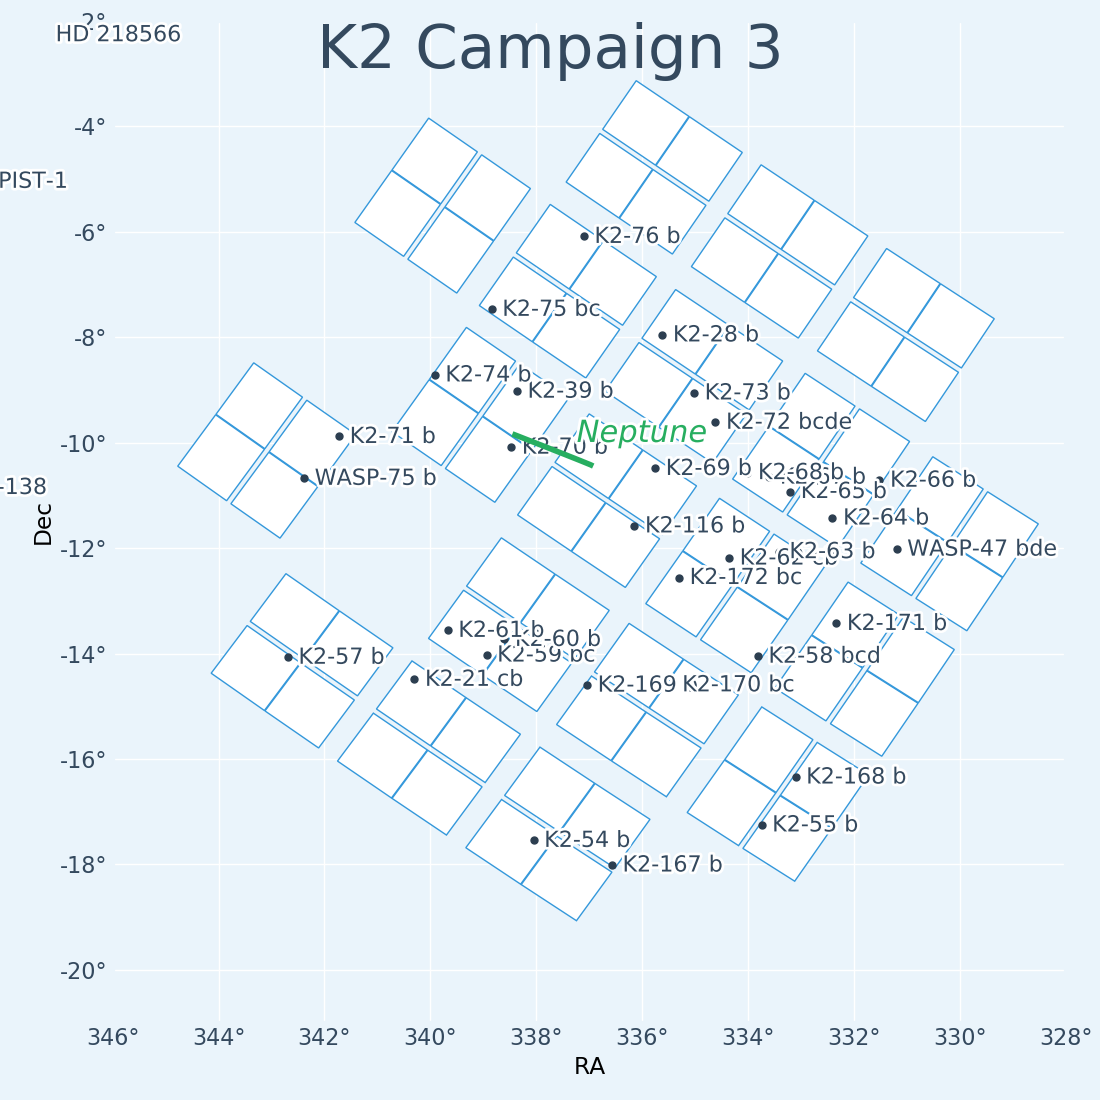 2°
HD 218566
K2 Campaign 3
-4°
PIST-1
-6°
K2-76 b
K2-75 bc
-8°
K2-28 b
K2-74 b
K2-39 b
K2-73 b
K2-72 bcde
Neptune
-10°
K2-71 b
K2-70 b
K2-69 b
K2-68 b
WASP-75 b
K2-66 b
-138
K2-65 b
Dec
K2-64 b
K2-116 b
-12°
WASP-47 bde
K2-63 b
K2-62 cb
K2-172 bc
K2-171 b
K2-61 b
K2-60 b
-14°
K2-59 bc
K2-57 b
K2-58 bcd
K2-21 cb
K2-169
K2-170 bc
-16°
K2-168 b
K2-55 b
K2-54 b
-18°
K2-167 b
-20°
346° 344° 342° 340° 338° 336° 334° 332° 330° 328°
RA